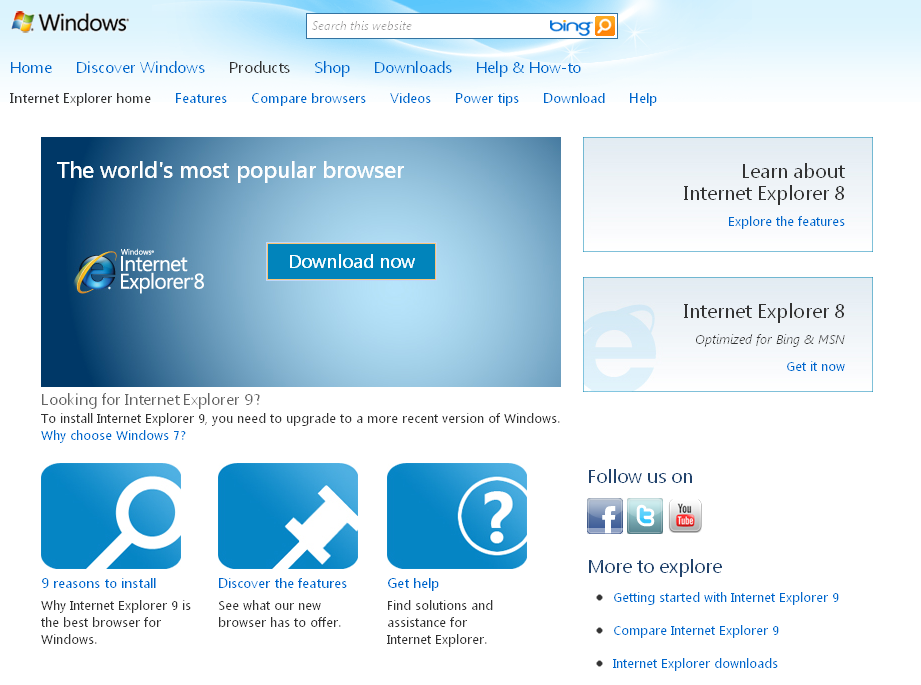 Windows
Search this website
bing
Home Discover Windows Products Shop Downloads Help & How-to
Internet Explorer home Features Compare browsers Videos Power tips Download Help
The world's most popular browser
Windows
Internet
Explorer 8
Download now
Learn about
Internet Explorer 8
Explore the features
Internet Explorer 8
Optimized for Bing & MSN
Get it now
Looking for Internet Explorer 9?
To install Internet Explorer 9, you need to upgrade to a more recent version of Windows.
Why choose Windows 7?
9 reasons to install
Why Internet Explorer 9 is
the best browser for
Windows.
Discover the features
See what our new
browser has to offer.
?
Get help
Find solutions and
assistance for
Internet Explorer.
Follow us on
f
t
You
Tube
More to explore
Getting started with Internet Explorer 9
Compare Internet Explorer 9
Internet Explorer downloads